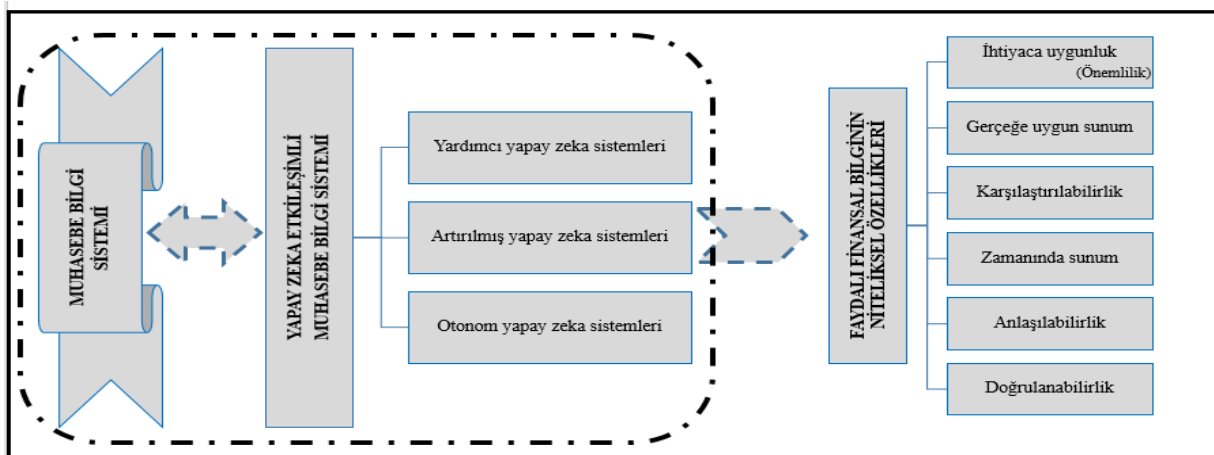 MUHASEBE BİLGİ
SİSTEMİ
YAPAY ZEKA ETKİLEŞİMLİ
MUHASEBE BİLGİ SİSTEMİ
Yardımcı yapay zeka sistemleri
Artırılmış yapay zeka sistemleri
Otonom yapay zeka sistemleri
FAYDALI FİNANSAL BİLGİNİN
NİTELİKSEL ÖZELLİKLERİ
İhtiyaca uygunluk
(Önemlilik)
Gerçeğe uygun sunum
Karşılaştırılabilirlik
Zamanında sunum
Anlaşılabilirlik
Doğrulanabilirlik